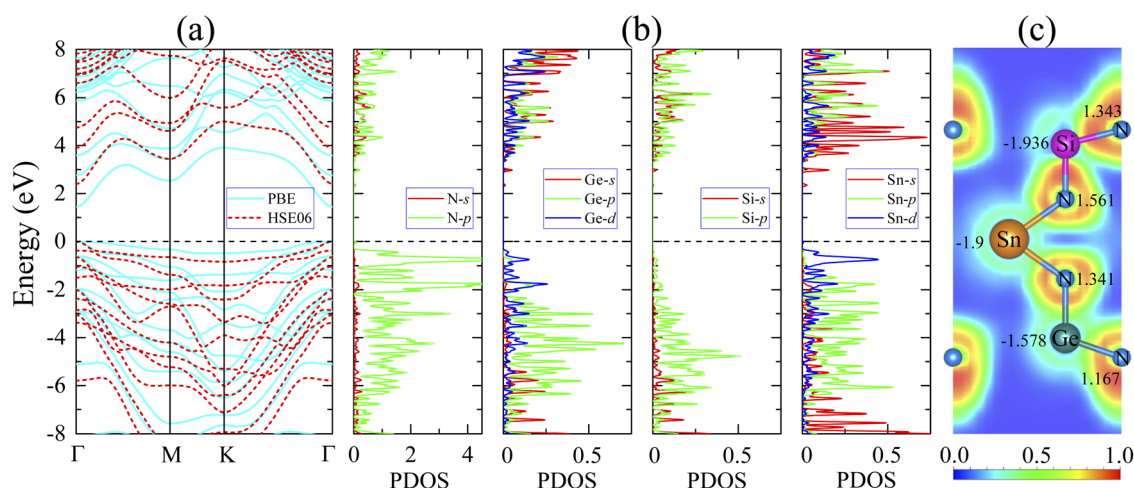 (a)
(b)
(c)
Energy (eV)
8
6
4
2
0
-2
-4
-6
-8
Γ
M
K
Γ
PBE
HSE06
N-s
N-p
0
2
4
PDOS
Ge-s
Ge-p
Ge-d
0
0.5
PDOS
Si-s
Si-p
0
0.5
PDOS
Sn-s
Sn-p
Sn-d
0
0.5
PDOS
1.343
-1.936
Si
N
N
1.561
Sn
-1.9
N
1.341
-1.578
Ge
N
1.167
0.0
0.5
1.0